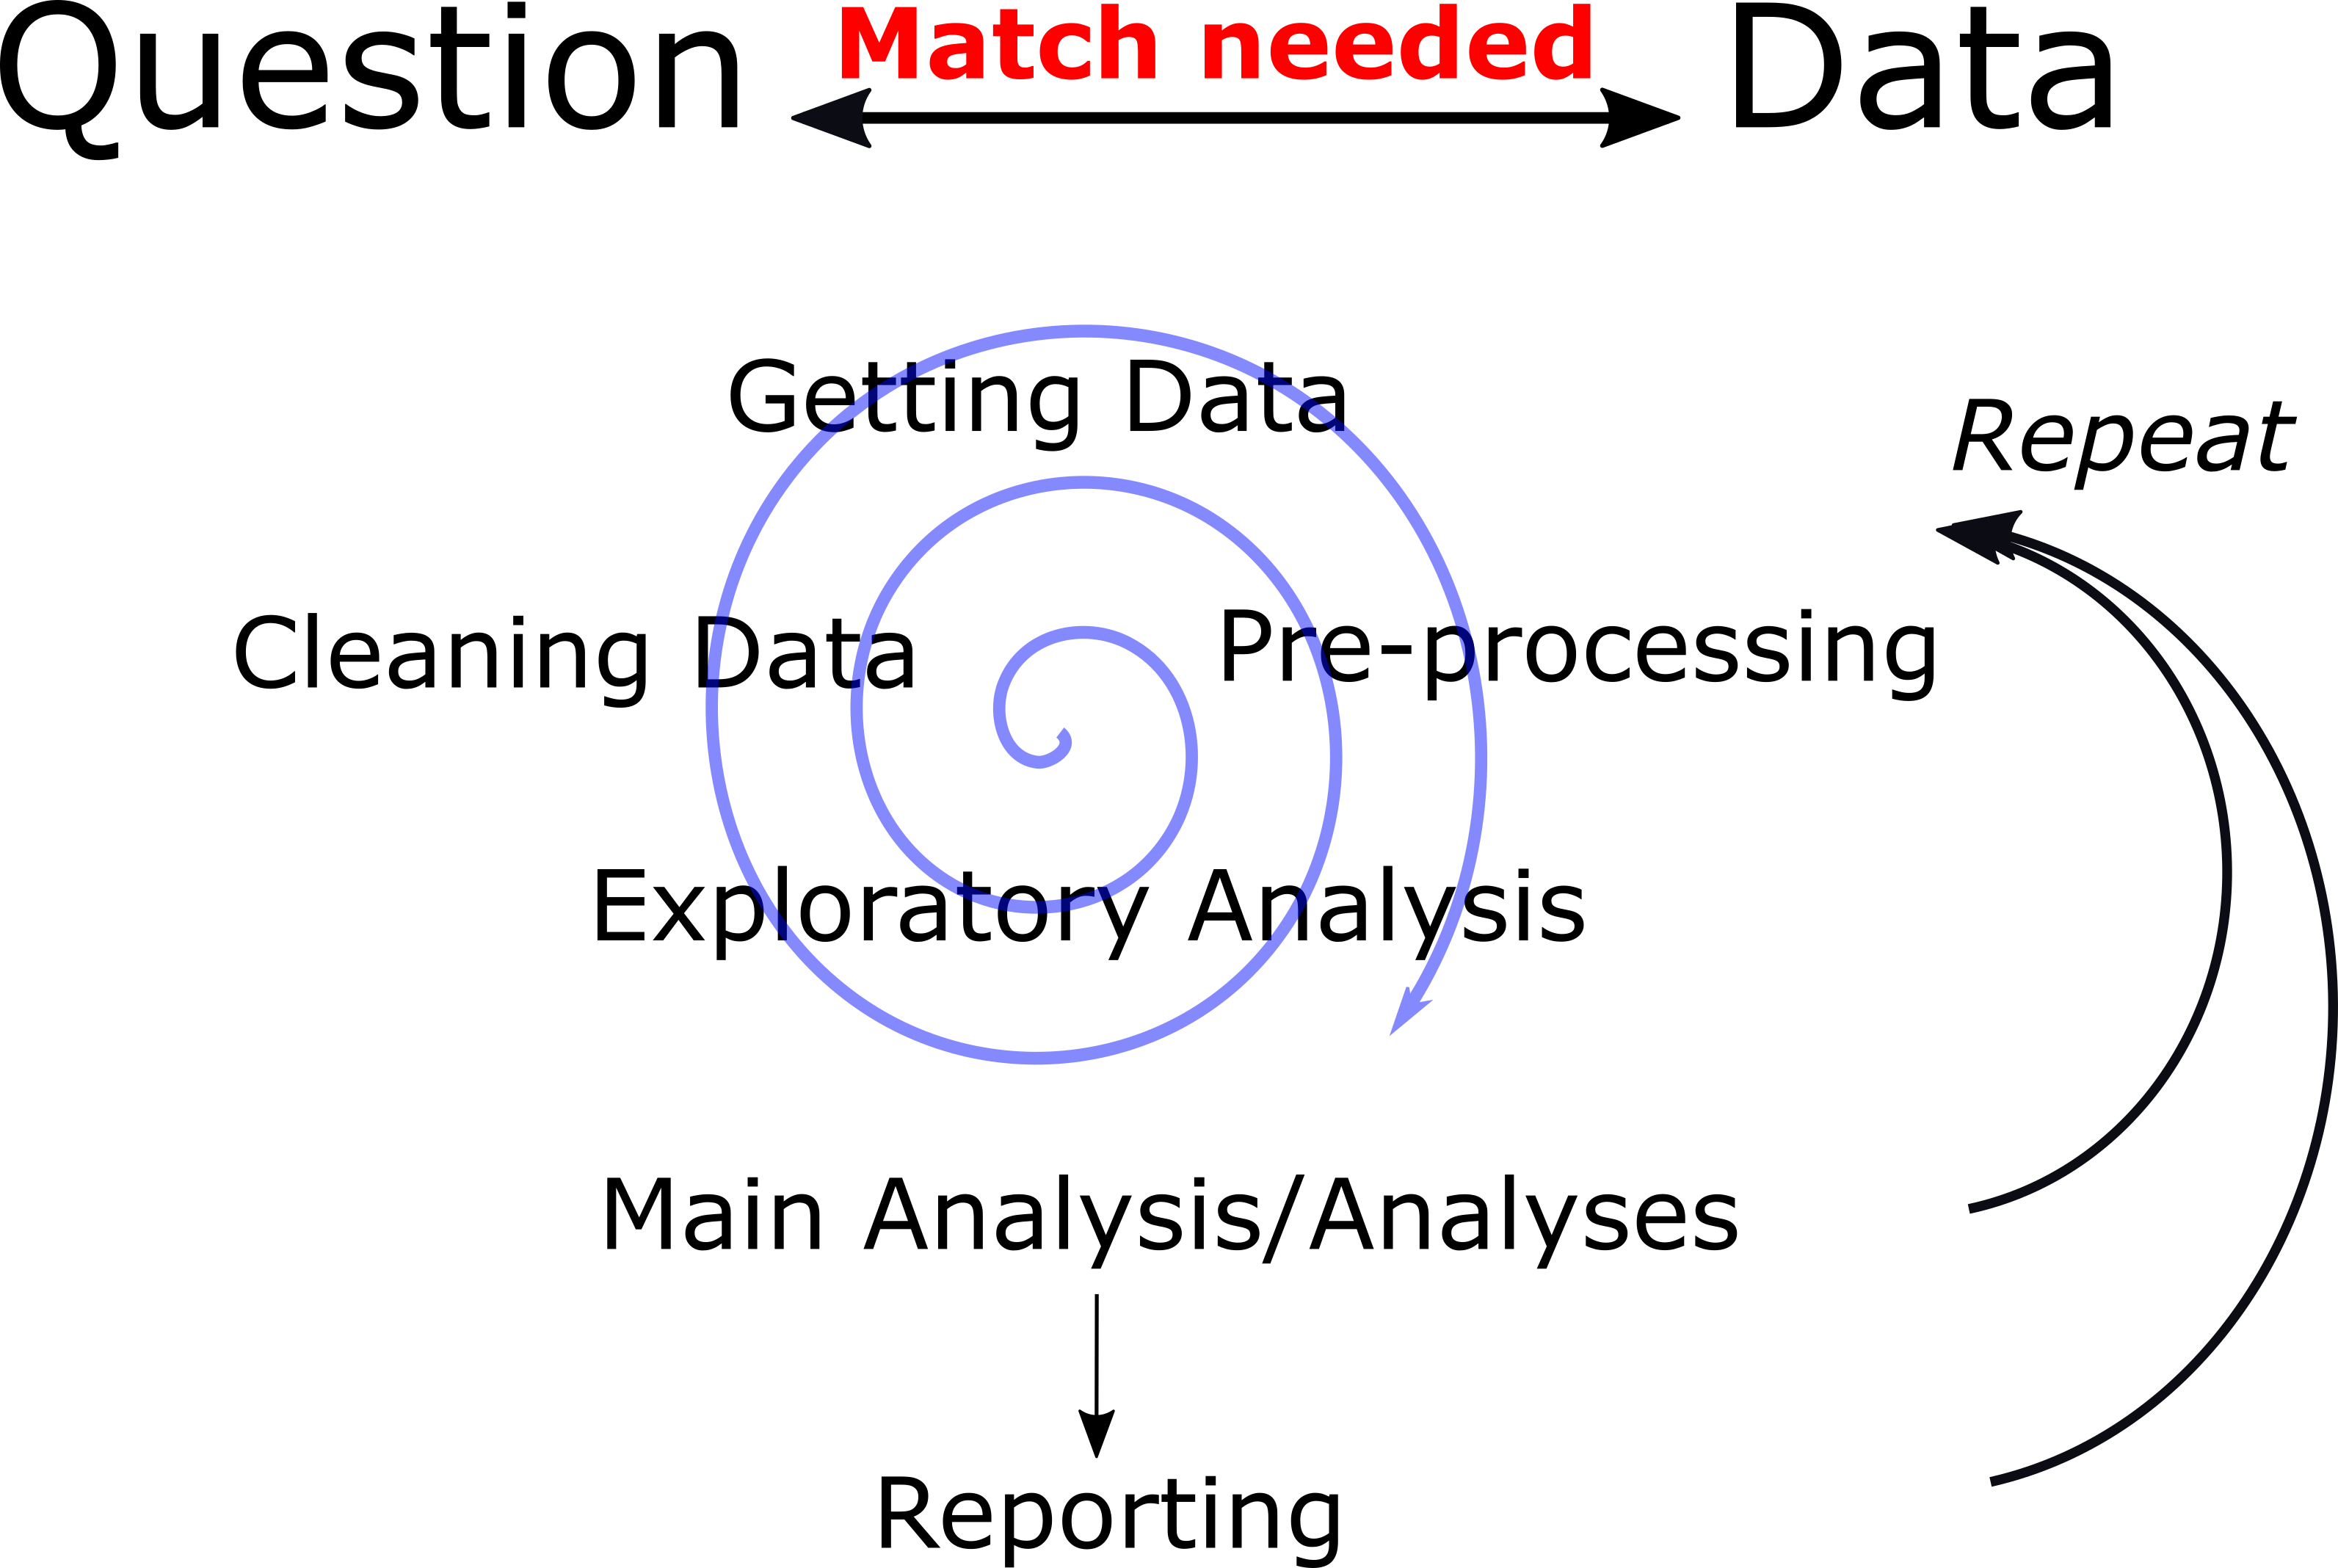 Question Match needed Data
Getting Data
Repeat
Cleaning Data Pre-processing
Exploratory Analysis
Main Analysis/Analyses
Reporting